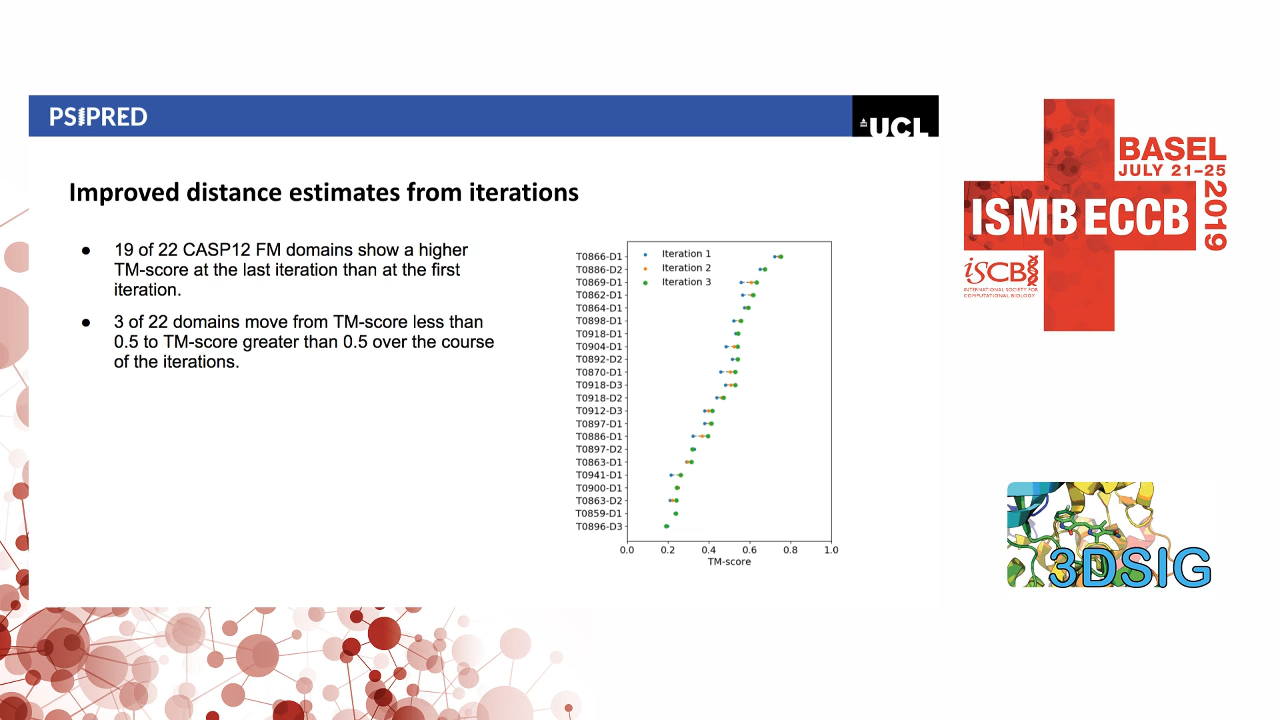 PSIPRED
UCL
Improved distance estimates from iterations
● 19 of 22 CASP12 FM domains show a higher
TM-score at the last iteration than at the first
iteration.
● 3 of 22 domains move from TM-score less than
0.5 to TM-score greater than 0.5 over the course
of the iterations.
Iteration 1
Iteration 2
Iteration 3
T0866-D1
T0886-D2
T0869-D1
T0862-D1
T0864-D1
T0898-D1
T0918-D1
T0904-D1
T0892-D2
T0870-D1
T0918-D3
T0918-D2
T0912-D3
T0897-D1
T0886-D1
T0897-D2
T0863-D1
T0941-D1
T0900-D1
T0863-D2
T0859-D1
T0896-D3
0.0 0.2 0.4 0.6 0.8 1.0
TM-score
BASEL
JULY 21–25
2019
ISMB ECCB
iSCB
INTERNATIONAL SOCIETY FOR
COMPUTATIONAL BIOLOGY
3DSIG